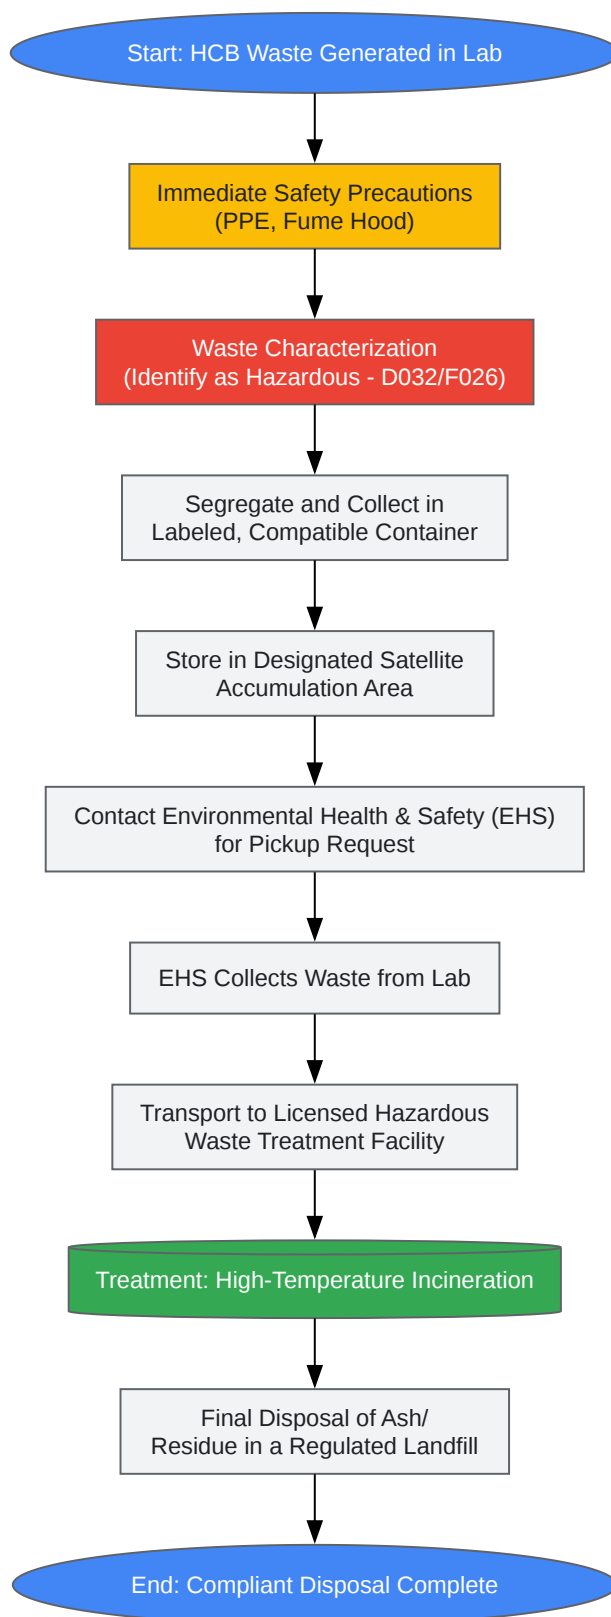 Start: HCB Waste Generated in Lab
Immediate Safety Precautions
(PPE, Fume Hood)
Waste Characterization
(Identify as Hazardous - D032/F026)
Segregate and Collect in
Labeled, Compatible Container
Store in Designated Satellite
Accumulation Area
Contact Environmental Health & Safety (EHS)
for Pickup Request
EHS Collects Waste from Lab
Transport to Licensed Hazardous
Waste Treatment Facility
Treatment: High-Temperature Incineration
Final Disposal of Ash/
Residue in a Regulated Landfill
End: Compliant Disposal Complete